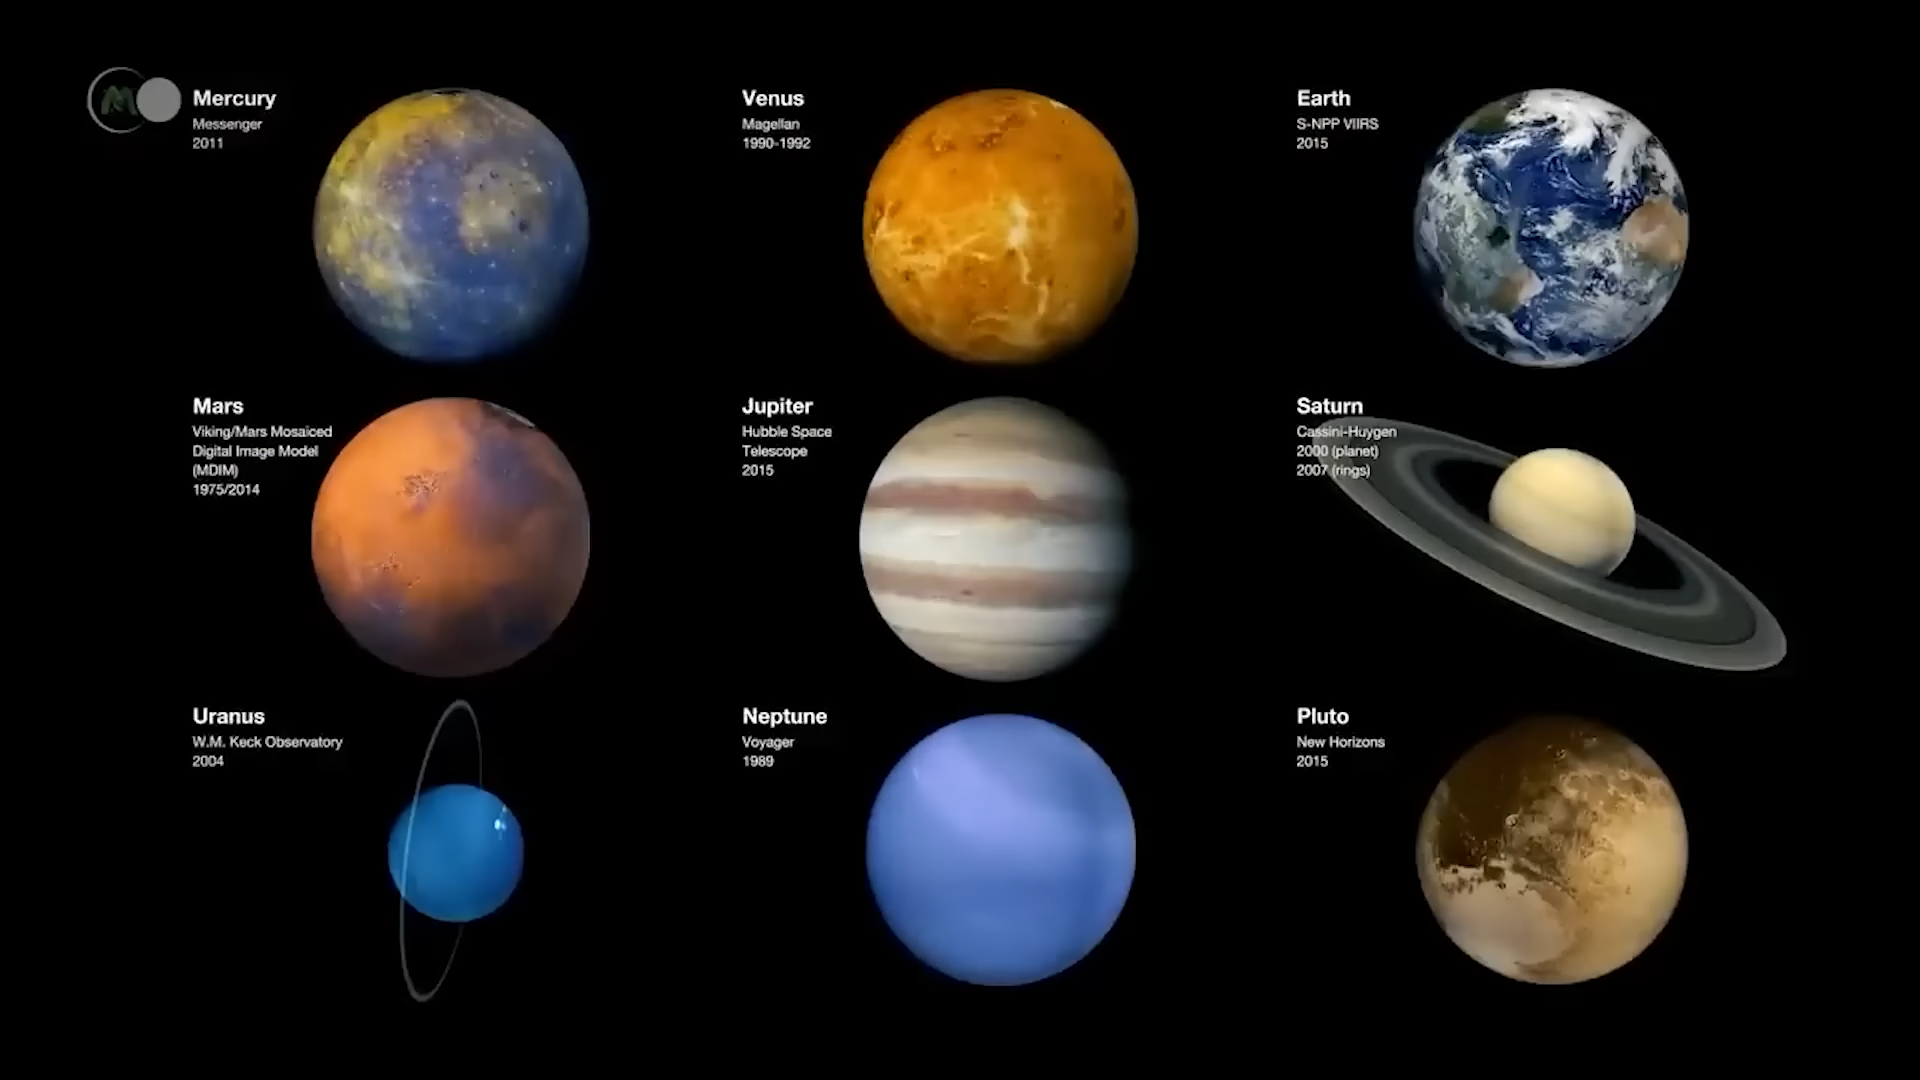 Mercury
Messenger
2011
Venus
Magellan
1990-1992
Earth
S-NPP VIIRS
2015
Mars
Viking/Mars Mosaiced
Digital Image Model
(MDIM)
1975/2014
Jupiter
Hubble Space
Telescope
2015
Saturn
Cassini-Huygen
2000 (planet)
2007 (rings)
Uranus
W.M. Keck Observatory
2004
Neptune
Voyager
1989
Pluto
New Horizons
2015